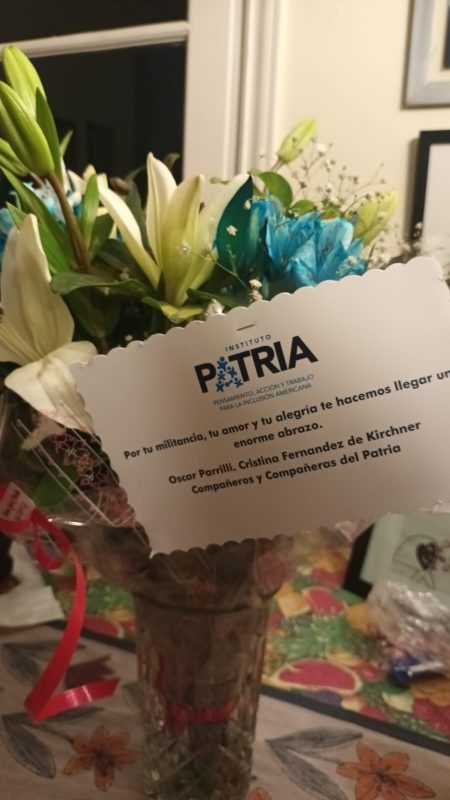 INSTITUTO
PATRIA
PENSAMIENTO, ACCIÓN Y TRABAJO
PARA LA INCLUSIÓN AMERICANA
Por tu militancia, tu amor y tu alegría te hacemos llegar un
enorme abrazo.
Oscar Parrilli. Cristina Fernandez de Kirchner
Compañeros y Compañeras del Patria